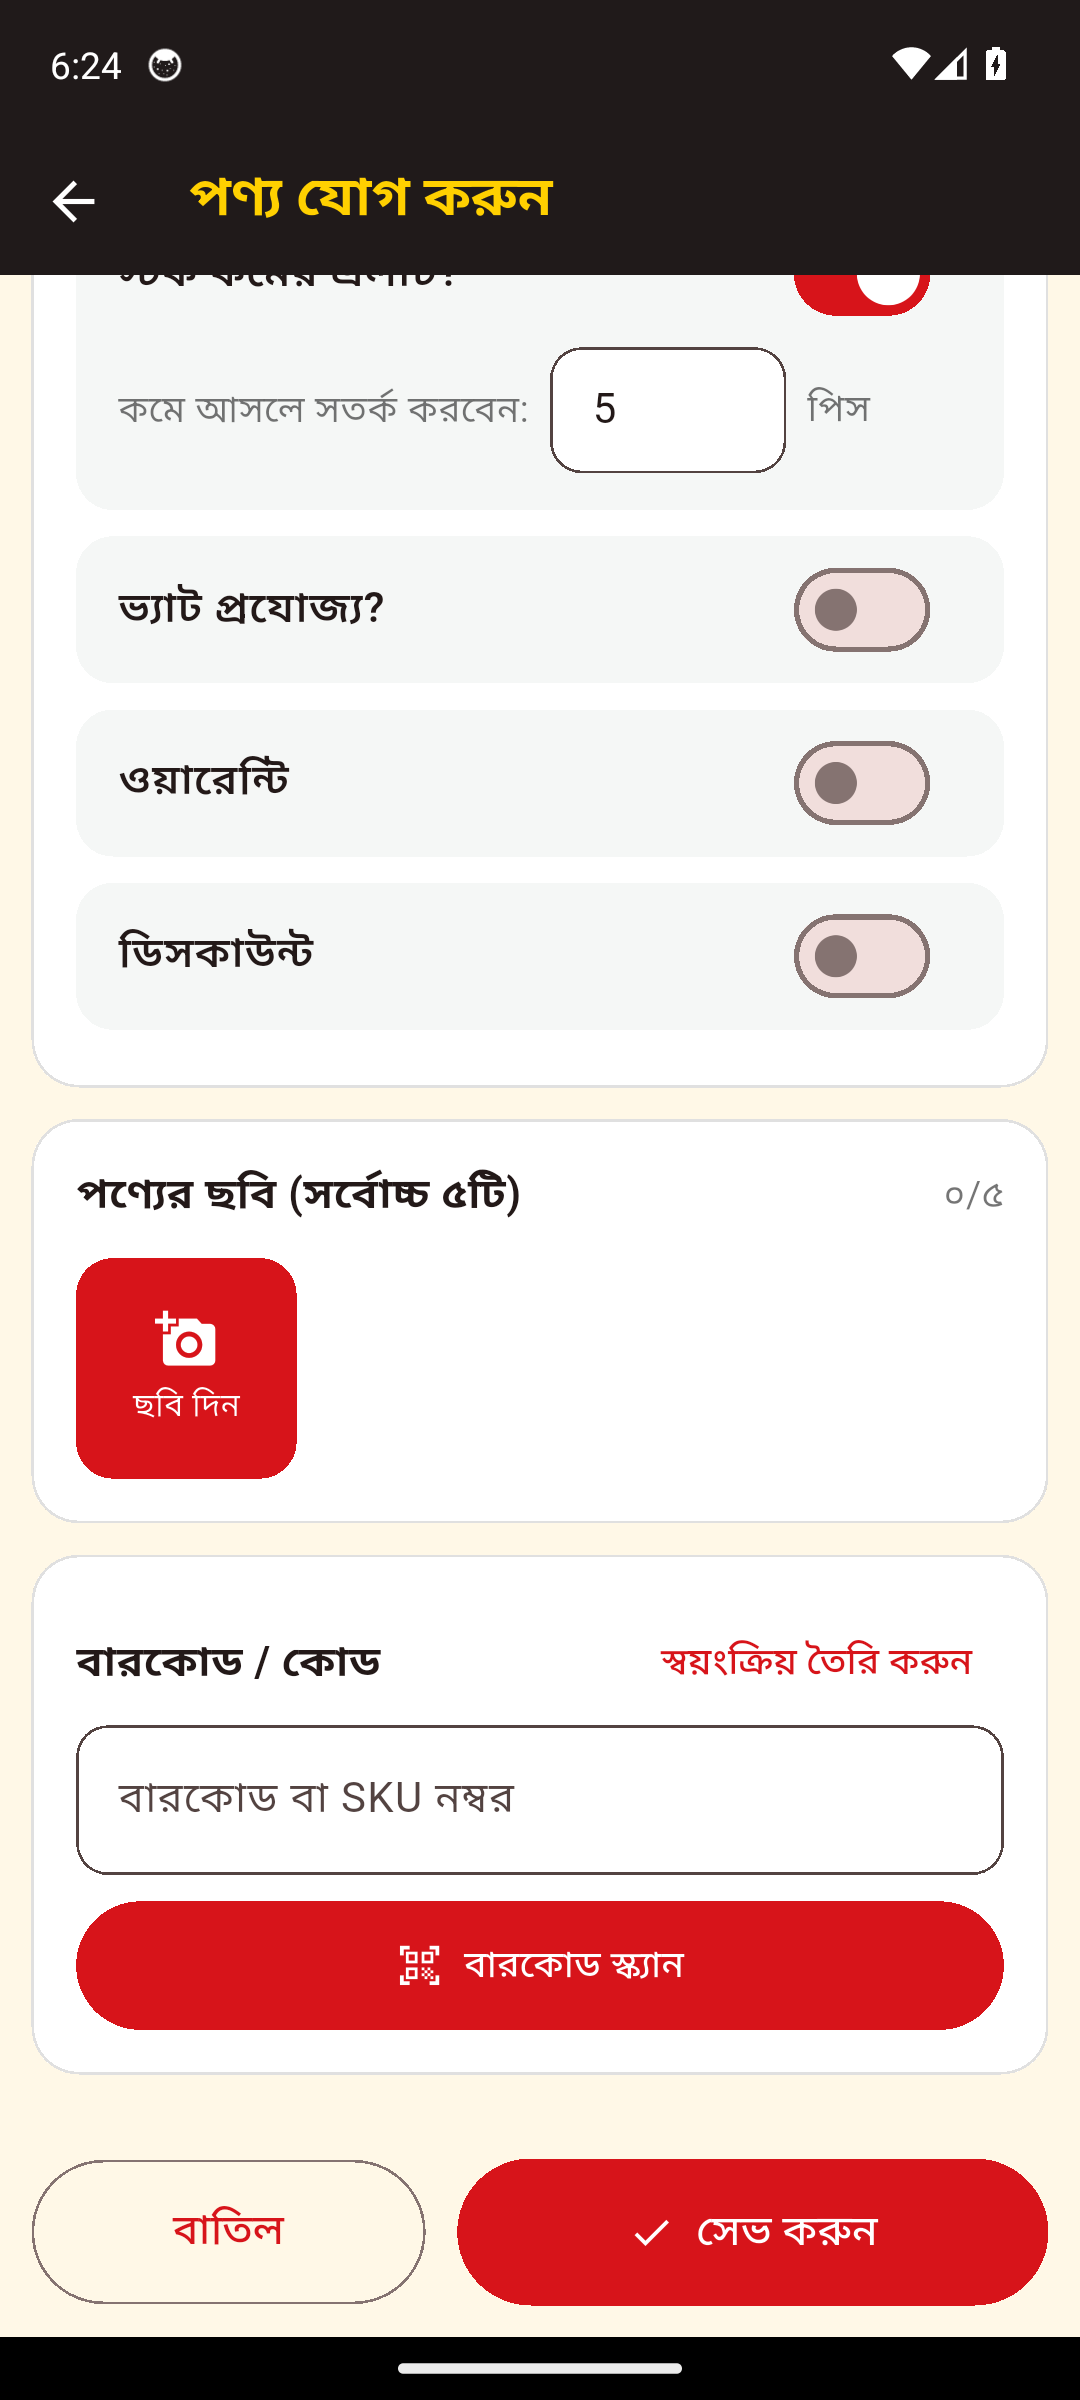 6:24
পণ্য যোগ করুন
কমে আসলে সতর্ক করবেন: 5 পিস
ভ্যাট প্রযোজ্য?
ওয়ারেন্টি
ডিসকাউন্ট
পণ্যের ছবি (সর্বোচ্চ ৫টি) ০/৫
ছবি দিন
বারকোড / কোড স্বয়ংক্রিয় তৈরি করুন
বারকোড বা SKU নম্বর
বারকোড স্ক্যান
বাতিল সেভ করুন